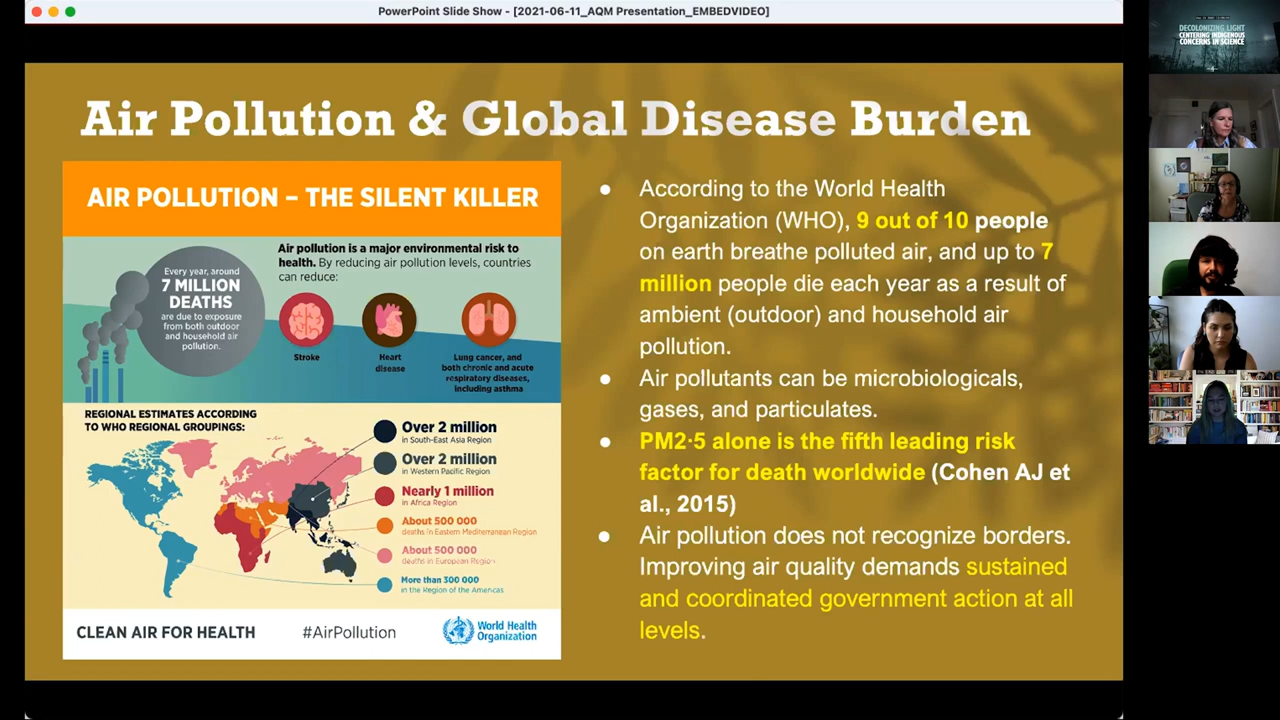 PowerPoint Slide Show - [2021-06-11_AQM Presentation_EMBEDVIDEO]
Air Pollution & Global Disease Burden
AIR POLLUTION – THE SILENT KILLER
Every year, around
7 MILLION
DEATHS
are due to exposure
from both outdoor
and household air
pollution.
Air pollution is a major environmental risk to
health. By reducing air pollution levels, countries
can reduce:
Stroke
Heart
disease
Lung cancer, and
both chronic and acute
respiratory diseases,
including asthma
REGIONAL ESTIMATES ACCORDING
TO WHO REGIONAL GROUPINGS:
Over 2 million
in South-East Asia Region
Over 2 million
in Western Pacific Region
Nearly 1 million
in Africa Region
About 500 000
deaths in Eastern Mediterranean Region
About 500 000
deaths in European Region
More than 300 000
in the Region of the Americas
CLEAN AIR FOR HEALTH
#AirPollution
World Health
Organization
● According to the World Health
Organization (WHO), 9 out of 10 people
on earth breathe polluted air, and up to 7
million people die each year as a result of
ambient (outdoor) and household air
pollution.
● Air pollutants can be microbiologicals,
gases, and particulates.
● PM2·5 alone is the fifth leading risk
factor for death worldwide (Cohen AJ et
al., 2015)
● Air pollution does not recognize borders.
Improving air quality demands sustained
and coordinated government action at all
levels.
DECOLONIZING LIGHT
CENTERING INDIGENOUS
CONCERNS IN SCIENCE